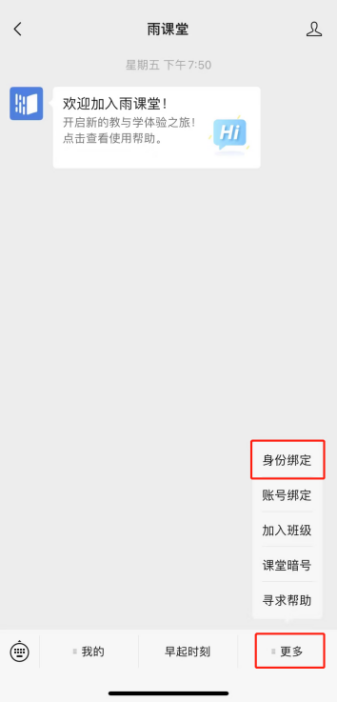 雨课堂
星期五 下午7:50
欢迎加入雨课堂!
开启新的教与学体验之旅!
点击查看使用帮助。
Hi
身份绑定
账号绑定
加入班级
课堂暗号
寻求帮助
我的
早起时刻
更多